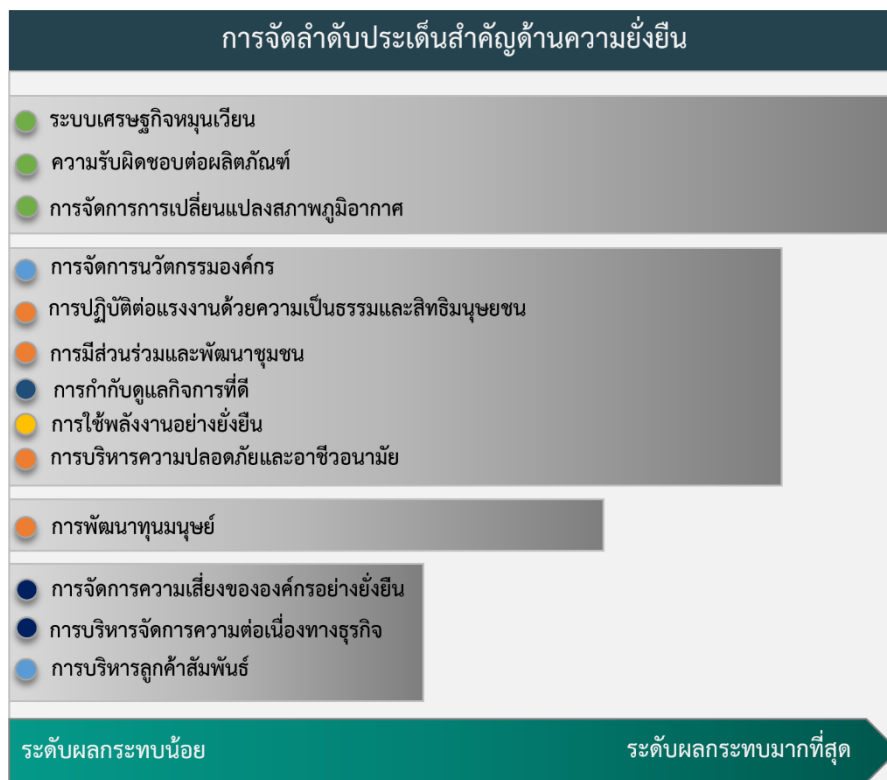 การจัดลำดับประเด็นสำคัญด้านความยั่งยืน
ระบบเศรษฐกิจหมุนเวียน
ความรับผิดชอบต่อผลิตภัณฑ์
การจัดการการเปลี่ยนแปลงสภาพภูมิอากาศ
การจัดการนวัตกรรมองค์กร
การปฏิบัติต่อแรงงานด้วยความเป็นธรรมและสิทธิมนุษยชน
การมีส่วนร่วมและพัฒนาชุมชน
การกำกับดูแลกิจการที่ดี
การใช้พลังงานอย่างยั่งยืน
การบริหารความปลอดภัยและอาชีวอนามัย
การพัฒนาทุนมนุษย์
การจัดการความเสี่ยงขององค์กรอย่างยั่งยืน
การบริหารจัดการความต่อเนื่องทางธุรกิจ
การบริหารลูกค้าสัมพันธ์
ระดับผลกระทบน้อย ระดับผลกระทบมากที่สุด